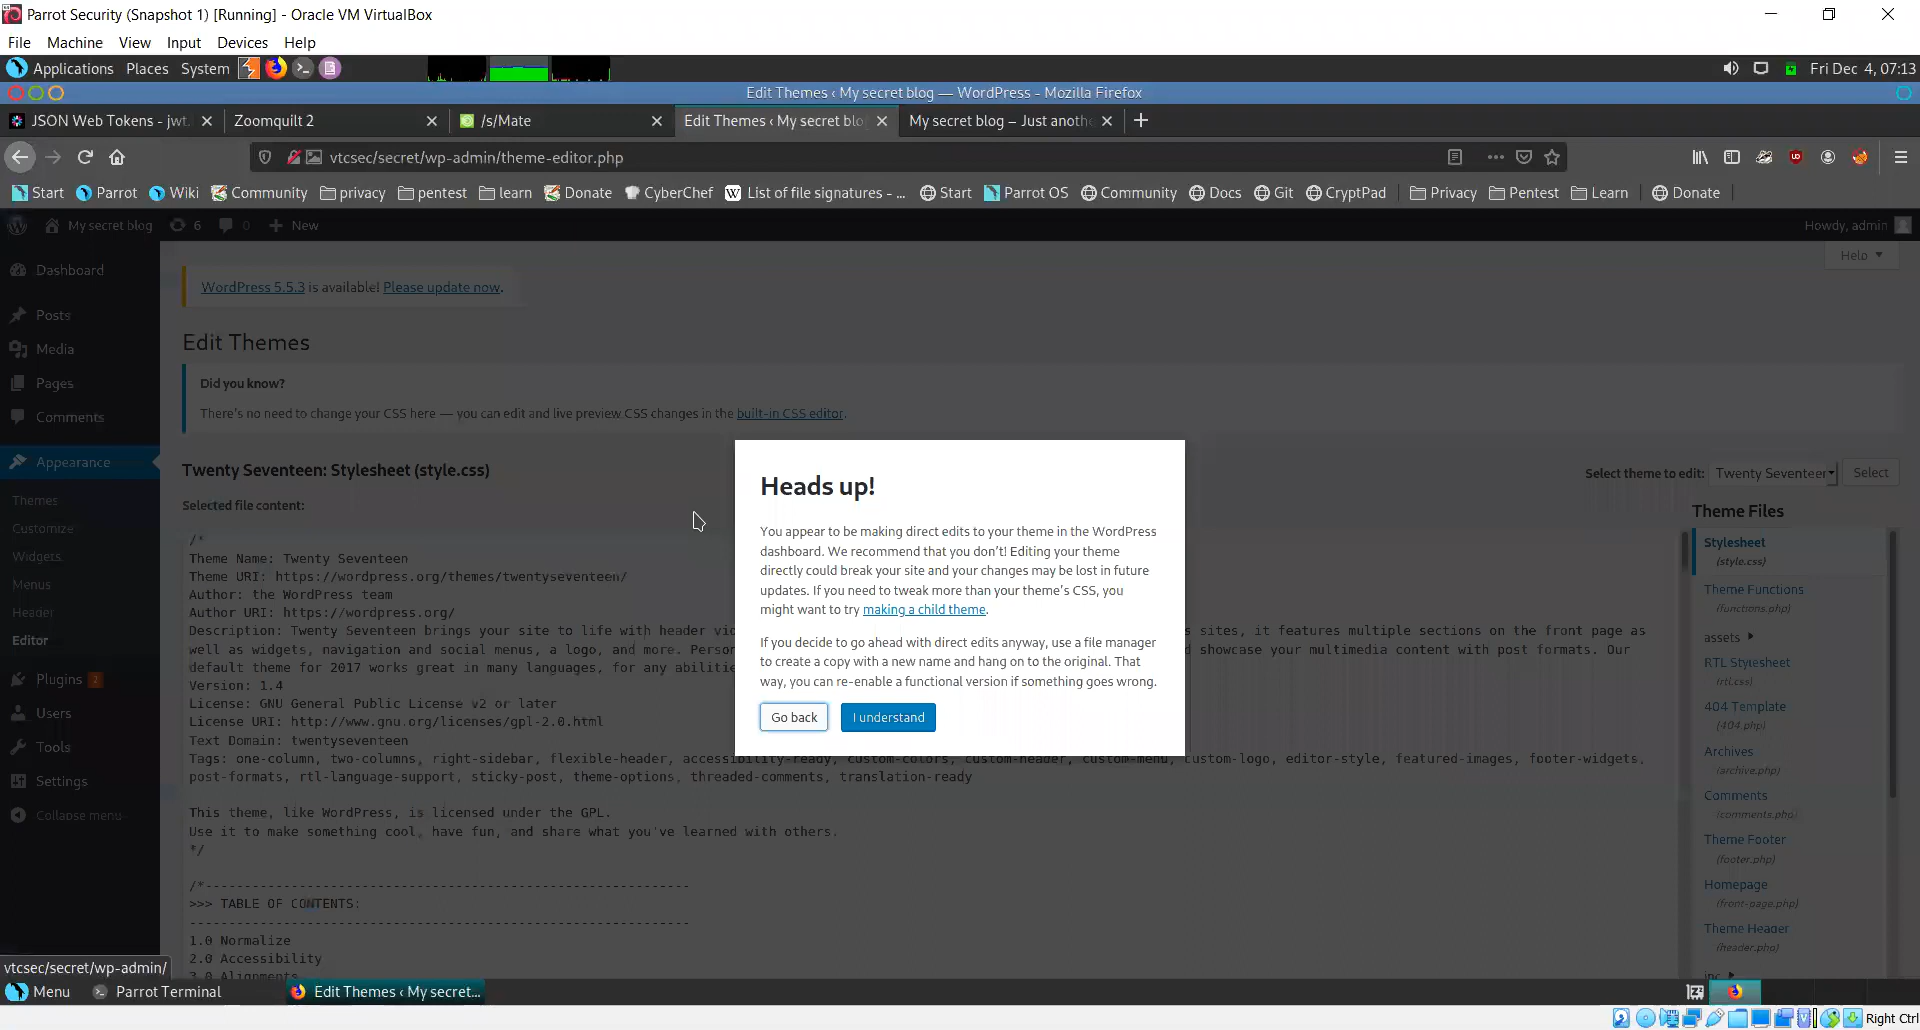 Parrot Security (Snapshot 1) [Running] - Oracle VM VirtualBox
File Machine View Input Devices Help
Applications Places System
Fri Dec 4, 07:13
Edit Themes ‹ My secret blog — WordPress - Mozilla Firefox
JSON Web Tokens - jwt.
Zoomquilt 2
/s/Mate
Edit Themes ‹ My secret blo
My secret blog – Just anoth
vtcsec/secret/wp-admin/theme-editor.php
Start Parrot Wiki Community privacy pentest learn Donate CyberChef List of file signatures - ... Start Parrot OS Community Docs Git CryptPad Privacy Pentest Learn Donate
My secret blog 6 0 New
Howdy, admin
Help
Dashboard
Posts
Media
Pages
Comments
Appearance
Themes
Customize
Widgets
Menus
Header
Editor
Plugins 2
Users
Tools
Settings
Collapse menu
WordPress 5.5.3 is available! Please update now.
Edit Themes
Did you know?
There's no need to change your CSS here — you can edit and live preview CSS changes in the built-in CSS editor.
Twenty Seventeen: Stylesheet (style.css)
Select theme to edit: Twenty Seventeen Select
Selected file content:
/*
Theme Name: Twenty Seventeen
Theme URI: https://wordpress.org/themes/twentyseventeen/
Author: the WordPress team
Author URI: https://wordpress.org/
Description: Twenty Seventeen brings your site to life with header vi
s sites, it features multiple sections on the front page as
well as widgets, navigation and social menus, a logo, and more. Person
d showcase your multimedia content with post formats. Our
default theme for 2017 works great in many languages, for any abiliti
Version: 1.4
License: GNU General Public License v2 or later
License URI: http://www.gnu.org/licenses/gpl-2.0.html
Text Domain: twentyseventeen
Tags: one-column, two-columns, right-sidebar, flexible-header, accessibility-ready, custom-colors, custom-header, custom-menu, custom-logo, editor-style, featured-images, footer-widgets,
post-formats, rtl-language-support, sticky-post, theme-options, threaded-comments, translation-ready
This theme, like WordPress, is licensed under the GPL.
Use it to make something cool, have fun, and share what you've learned with others.
*/
/*----------------------------------------------------------------
>>> TABLE OF CONTENTS:
----------------------------------------------------------------
1.0 Normalize
2.0 Accessibility
3.0 Alignments
Heads up!
You appear to be making direct edits to your theme in the WordPress
dashboard. We recommend that you don't! Editing your theme
directly could break your site and your changes may be lost in future
updates. If you need to tweak more than your theme's CSS, you
might want to try making a child theme.
If you decide to go ahead with direct edits anyway, use a file manager
to create a copy with a new name and hang on to the original. That
way, you can re-enable a functional version if something goes wrong.
Go back
I understand
Theme Files
Stylesheet
(style.css)
Theme Functions
(functions.php)
assets
RTL Stylesheet
(rtl.css)
404 Template
(404.php)
Archives
(archive.php)
Comments
(comments.php)
Theme Footer
(footer.php)
Homepage
(front-page.php)
Theme Header
(header.php)
inc
vtcsec/secret/wp-admin/
Menu
Parrot Terminal
Edit Themes ‹ My secret...
Right Ctrl